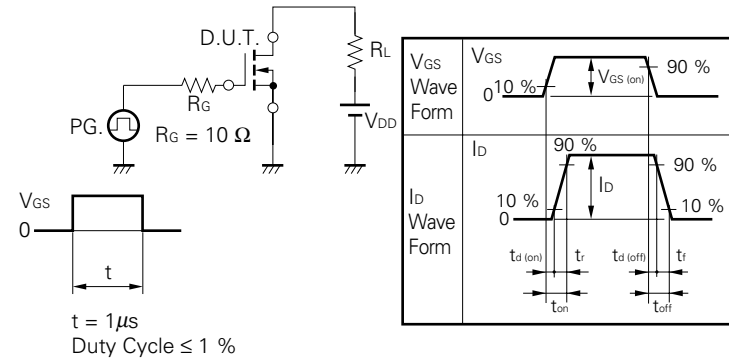 D.U.T.
RL
RG
PG.
RG = 10 Ω
VDD
VGS
0
t
t = 1μs
Duty Cycle ≤ 1 %
VGS
Wave
Form
VGS
10 %
0
VGS (on)
90 %
ID
Wave
Form
ID
90 %
90 %
ID
10 %
0
10 %
td (on)
tr
td (off)
tf
ton
toff